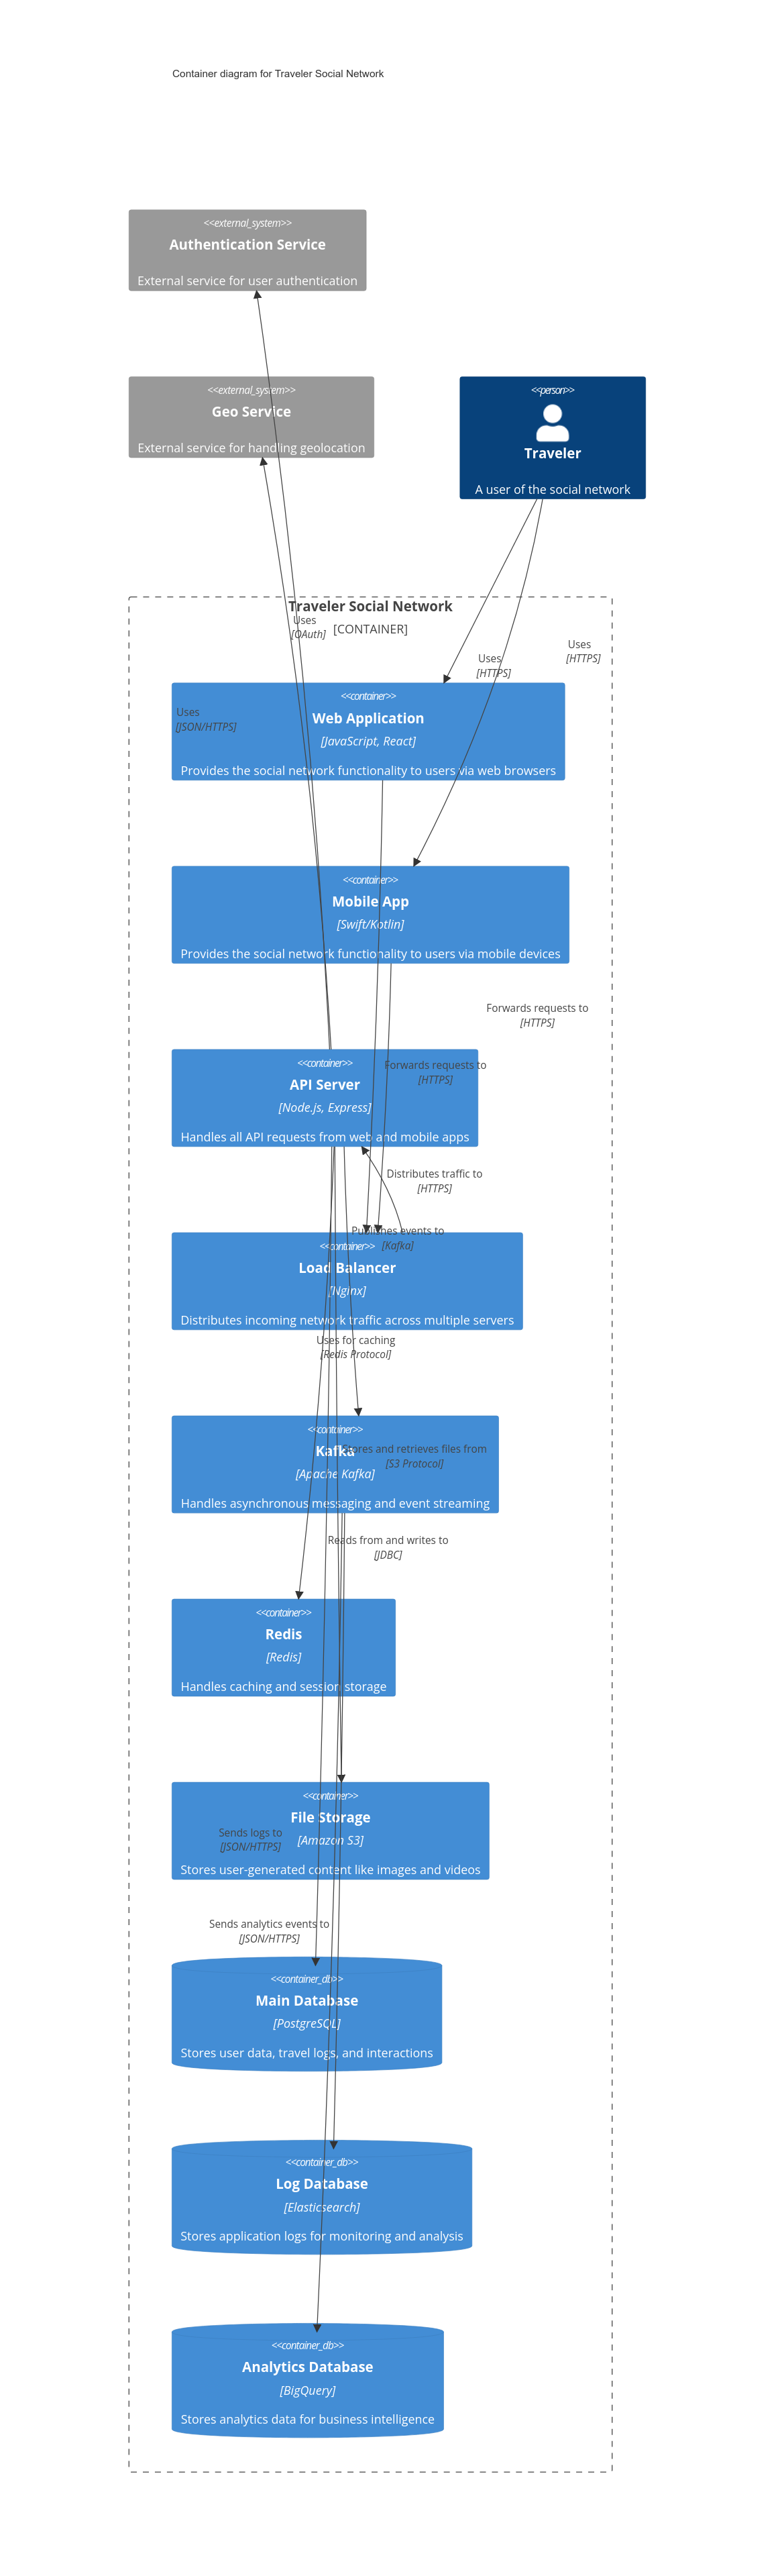 Container diagram for Traveler Social Network
<<external_system>>
Authentication Service
External service for user authentication
<<external_system>>
Geo Service
External service for handling geolocation
<<person>>
Traveler
A user of the social network
Traveler Social Network
[CONTAINER]
Uses
[OAuth]
Uses
[HTTPS]
Uses
[HTTPS]
<<container>>
Web Application
[JavaScript, React]
Provides the social network functionality to users via web browsers
Uses
[JSON/HTTPS]
<<container>>
Mobile App
[Swift/Kotlin]
Provides the social network functionality to users via mobile devices
Forwards requests to
[HTTPS]
<<container>>
API Server
[Node.js, Express]
Handles all API requests from web and mobile apps
Forwards requests to
[HTTPS]
Distributes traffic to
[HTTPS]
Publishes events to
[Kafka]
<<container>>
Load Balancer
[Nginx]
Distributes incoming network traffic across multiple servers
Uses for caching
[Redis Protocol]
<<container>>
Kafka
[Apache Kafka]
Handles asynchronous messaging and event streaming
Stores and retrieves files from
[S3 Protocol]
Reads from and writes to
[JDBC]
<<container>>
Redis
[Redis]
Handles caching and session storage
<<container>>
File Storage
[Amazon S3]
Stores user-generated content like images and videos
Sends logs to
[JSON/HTTPS]
Sends analytics events to
[JSON/HTTPS]
<<container_db>>
Main Database
[PostgreSQL]
Stores user data, travel logs, and interactions
<<container_db>>
Log Database
[Elasticsearch]
Stores application logs for monitoring and analysis
<<container_db>>
Analytics Database
[BigQuery]
Stores analytics data for business intelligence